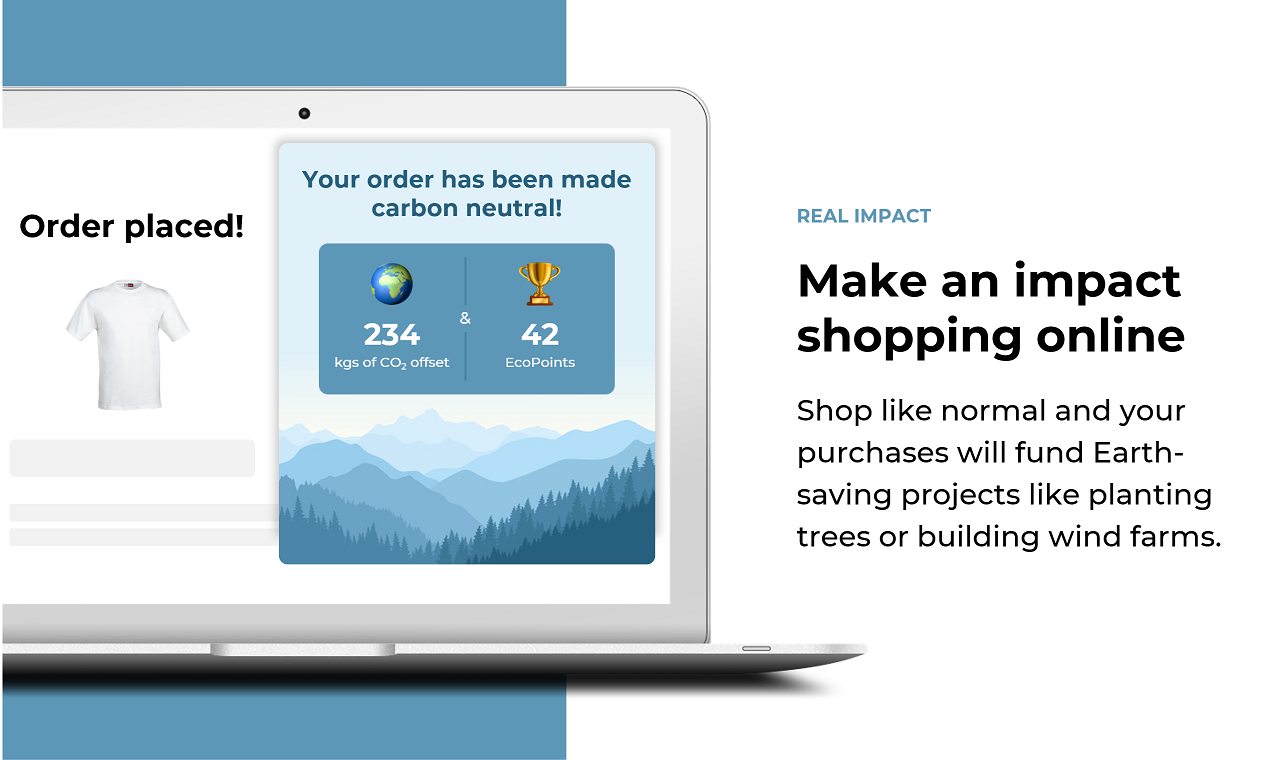 Order placed!
Your order has been made
carbon neutral!
234
kgs of CO₂ offset
&
42
EcoPoints
REAL IMPACT
Make an impact
shopping online
Shop like normal and your
purchases will fund Earth-
saving projects like planting
trees or building wind farms.